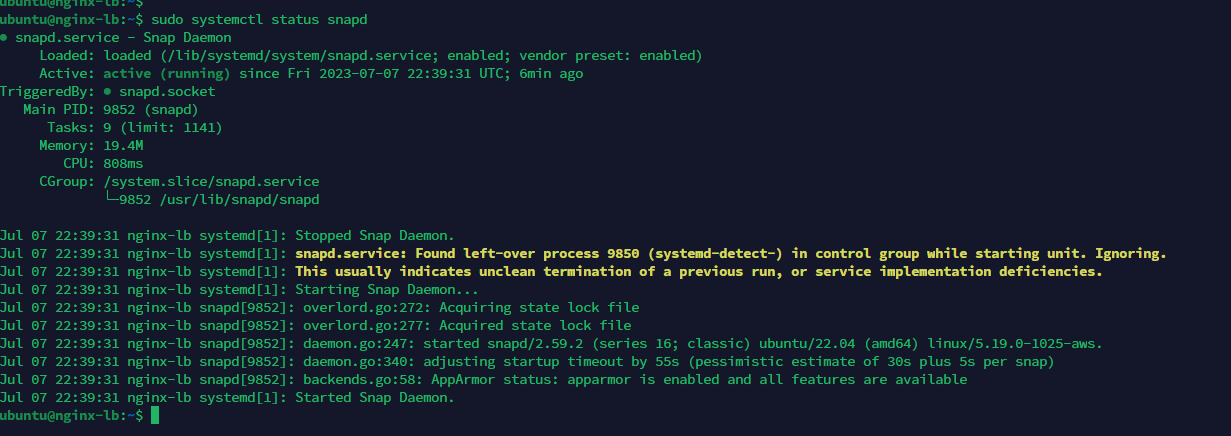 ubuntu@nginx-lb:~$
ubuntu@nginx-lb:~$ sudo systemctl status snapd
● snapd.service - Snap Daemon
     Loaded: loaded (/lib/systemd/system/snapd.service; enabled; vendor preset: enabled)
     Active: active (running) since Fri 2023-07-07 22:39:31 UTC; 6min ago
TriggeredBy: ● snapd.socket
   Main PID: 9852 (snapd)
      Tasks: 9 (limit: 1141)
     Memory: 19.4M
        CPU: 808ms
     CGroup: /system.slice/snapd.service
             └─9852 /usr/lib/snapd/snapd
Jul 07 22:39:31 nginx-lb systemd[1]: Stopped Snap Daemon.
Jul 07 22:39:31 nginx-lb systemd[1]: snapd.service: Found left-over process 9850 (systemd-detect-) in control group while starting unit. Ignoring.
Jul 07 22:39:31 nginx-lb systemd[1]: This usually indicates unclean termination of a previous run, or service implementation deficiencies.
Jul 07 22:39:31 nginx-lb systemd[1]: Starting Snap Daemon...
Jul 07 22:39:31 nginx-lb snapd[9852]: overlord.go:272: Acquiring state lock file
Jul 07 22:39:31 nginx-lb snapd[9852]: overlord.go:277: Acquired state lock file
Jul 07 22:39:31 nginx-lb snapd[9852]: daemon.go:247: started snapd/2.59.2 (series 16; classic) ubuntu/22.04 (amd64) linux/5.19.0-1025-aws.
Jul 07 22:39:31 nginx-lb snapd[9852]: daemon.go:340: adjusting startup timeout by 55s (pessimistic estimate of 30s plus 5s per snap)
Jul 07 22:39:31 nginx-lb snapd[9852]: backends.go:58: AppArmor status: apparmor is enabled and all features are available
Jul 07 22:39:31 nginx-lb systemd[1]: Started Snap Daemon.
ubuntu@nginx-lb:~$